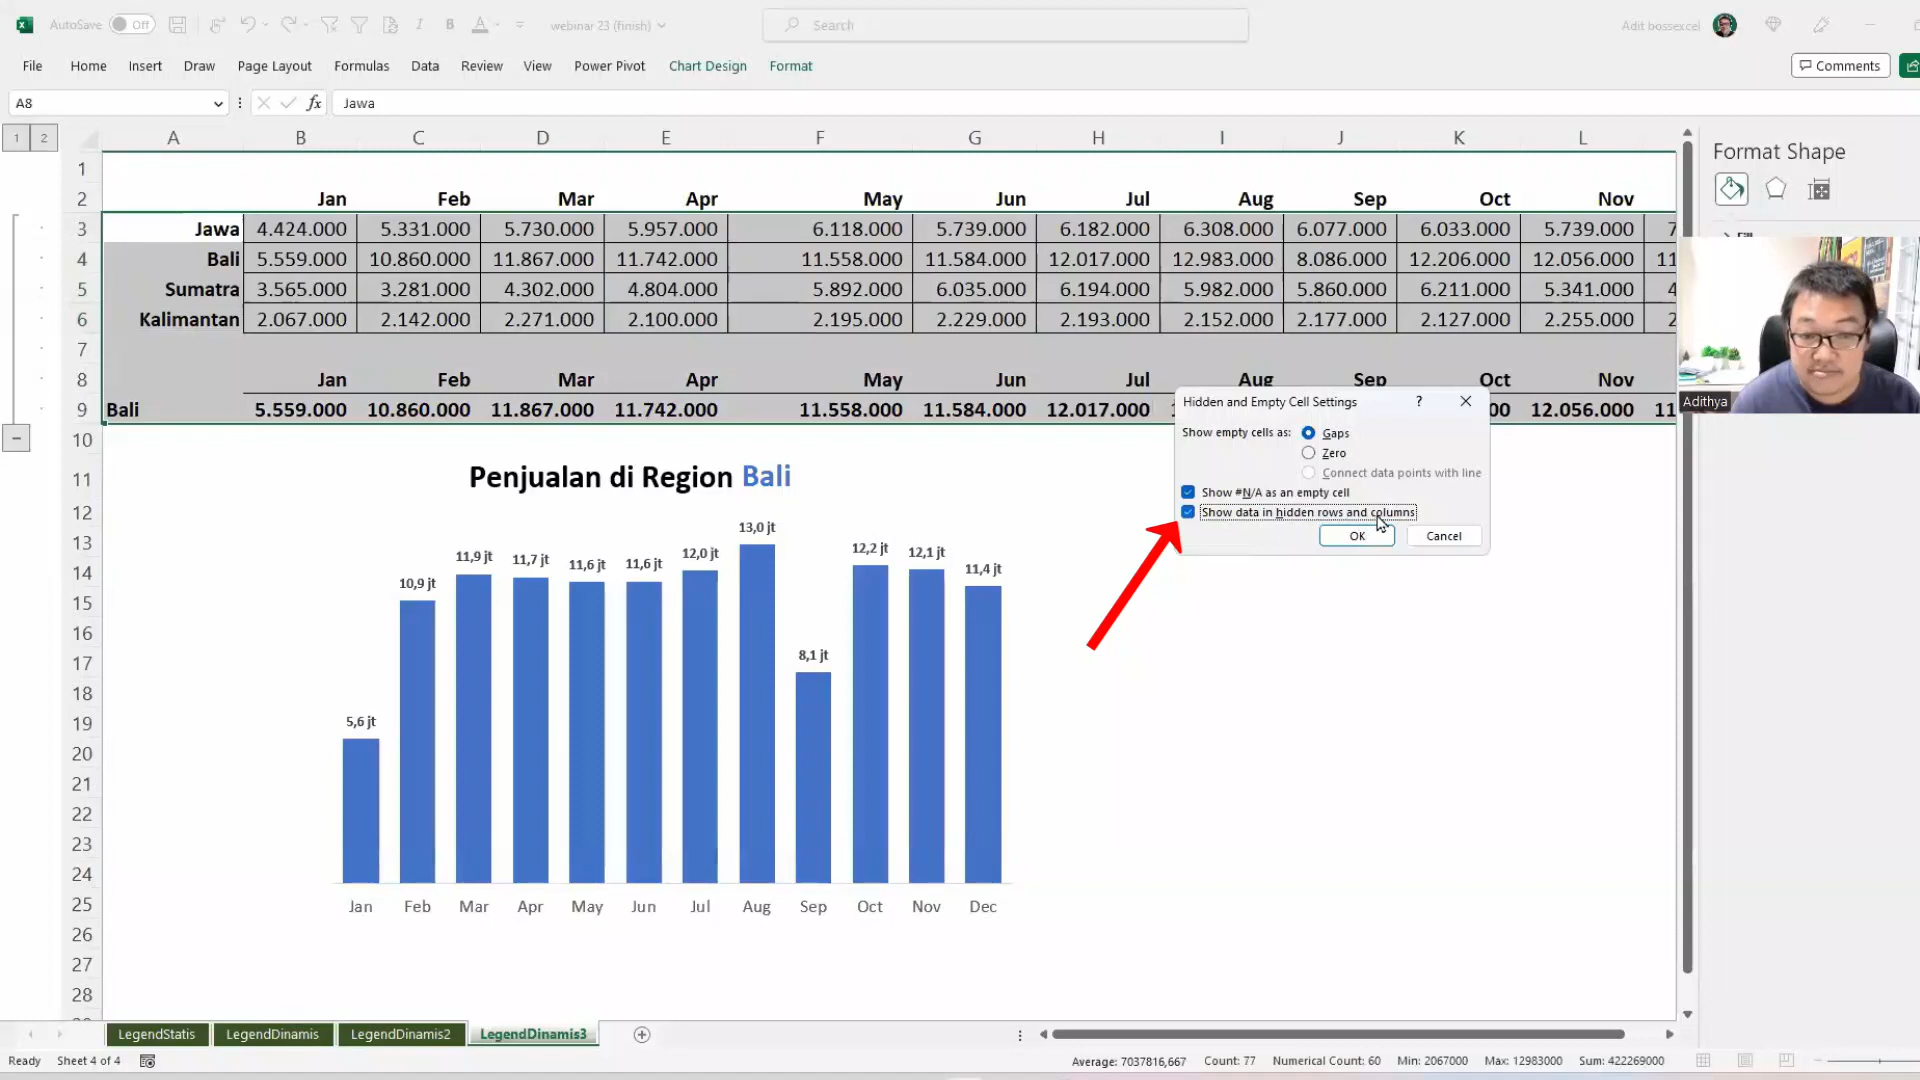 AutoSave Off webinar 23 (finish) Search Adit bossexcel
File Home Insert Draw Page Layout Formulas Data Review View Power Pivot Chart Design Format Comments
A8 fx Jawa
1 2 A B C D E F G H I J K L
Format Shape
1
2 Jan Feb Mar Apr May Jun Jul Aug Sep Oct Nov
3 Jawa 4.424.000 5.331.000 5.730.000 5.957.000 6.118.000 5.739.000 6.182.000 6.308.000 6.077.000 6.033.000 5.739.000 7
4 Bali 5.559.000 10.860.000 11.867.000 11.742.000 11.558.000 11.584.000 12.017.000 12.983.000 8.086.000 12.206.000 12.056.000 11
5 Sumatra 3.565.000 3.281.000 4.302.000 4.804.000 5.892.000 6.035.000 6.194.000 5.982.000 5.860.000 6.211.000 5.341.000 4
6 Kalimantan 2.067.000 2.142.000 2.271.000 2.100.000 2.195.000 2.229.000 2.193.000 2.152.000 2.177.000 2.127.000 2.255.000 2
7
8 Jan Feb Mar Apr May Jun Jul Aug Sep Oct Nov
9 Bali 5.559.000 10.860.000 11.867.000 11.742.000 11.558.000 11.584.000 12.017.000 00 12.056.000 11
Adithya
Hidden and Empty Cell Settings ?
Show empty cells as: Gaps
Zero
Connect data points with line
Show #N/A as an empty cell
Show data in hidden rows and columns
OK Cancel
10
11
12
13
14
15
16
17
18
19
20
21
22
23
24
25
26
27
28
Penjualan di Region Bali
5,6 jt 10,9 jt 11,9 jt 11,7 jt 11,6 jt 11,6 jt 12,0 jt 13,0 jt 8,1 jt 12,2 jt 12,1 jt 11,4 jt
Jan Feb Mar Apr May Jun Jul Aug Sep Oct Nov Dec
LegendStatis LegendDinamis LegendDinamis2 LegendDinamis3
Ready Sheet 4 of 4 Average: 7037816,667 Count: 77 Numerical Count: 60 Min: 2067000 Max: 12983000 Sum: 422269000